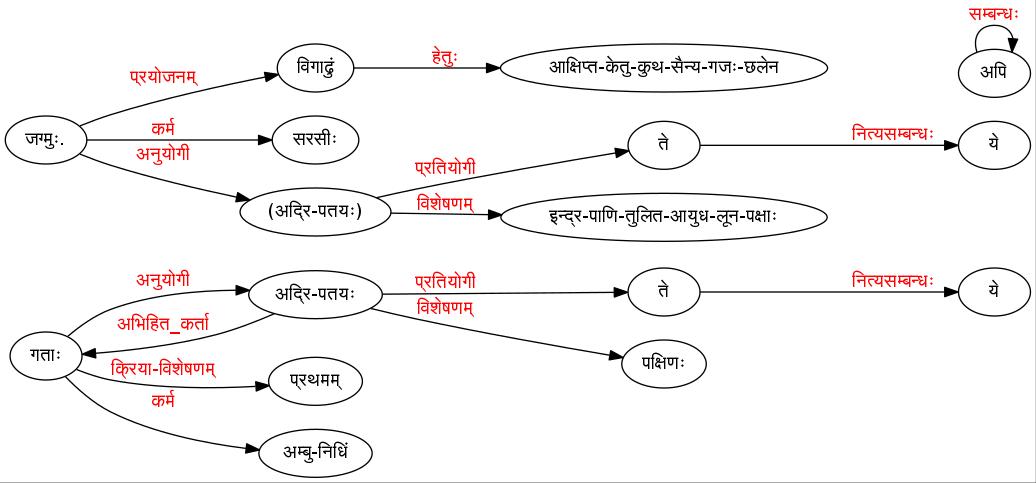 सम्बन्धः
अपि
विगाढुं
हेतुः
आक्षिप्त-केतु-कुथ-सैन्य-गजः-छलेन
प्रयोजनम्
जग्मुः.
कर्म
सरसीः
ते
नित्यसम्बन्धः
ये
अनुयोगी
प्रतियोगी
(अद्रि-पतयः)
विशेषणम्
इन्द्र-पाणि-तुलित-आयुध-लून-पक्षाः
अनुयोगी
अद्रि-पतयः
प्रतियोगी
ते
नित्यसम्बन्धः
ये
विशेषणम्
अभिहित_कर्ता
गताः
पक्षिणः
क्रिया-विशेषणम्
प्रथमम्
कर्म
अम्बु-निधिं